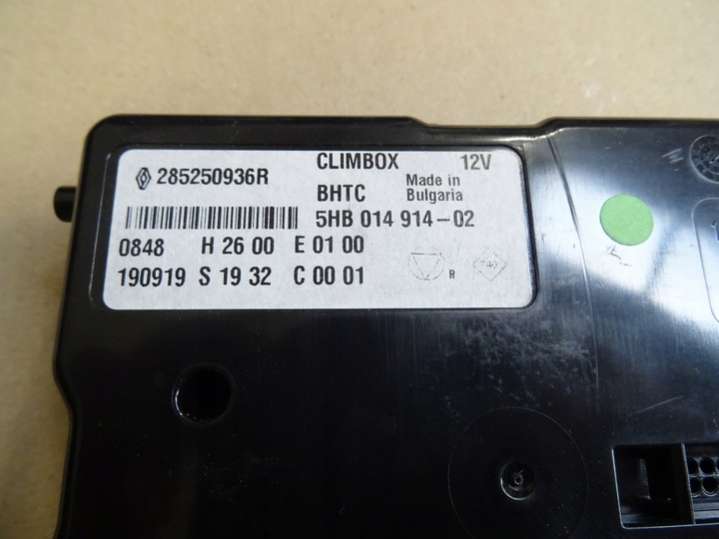 CLIMBOX 12V
285250936R
BHTC Made in Bulgaria
5HB 014 914-02
0848 H 26 00 E 01 00
190919 S 19 32 C 00 01
R